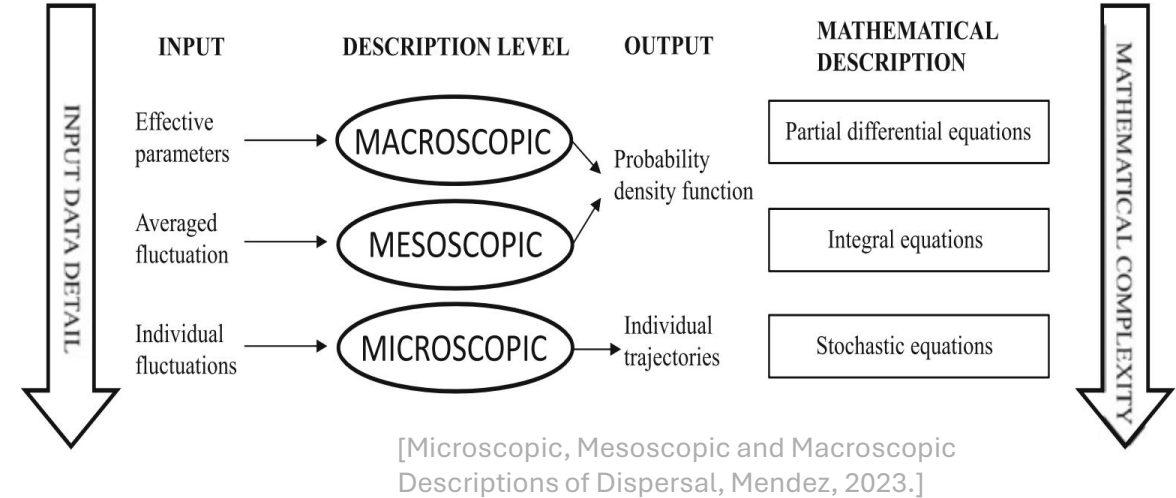 INPUT DATA DETAIL
INPUT
DESCRIPTION LEVEL
OUTPUT
MATHEMATICAL
DESCRIPTION
Effective
parameters
MACROSCOPIC
Probability
density function
Partial differential equations
Averaged
fluctuation
MESOSCOPIC
Integral equations
Individual
fluctuations
MICROSCOPIC
Individual
trajectories
Stochastic equations
MATHEMATICAL COMPLEXITY
[Microscopic, Mesoscopic and Macroscopic
Descriptions of Dispersal, Mendez, 2023.]